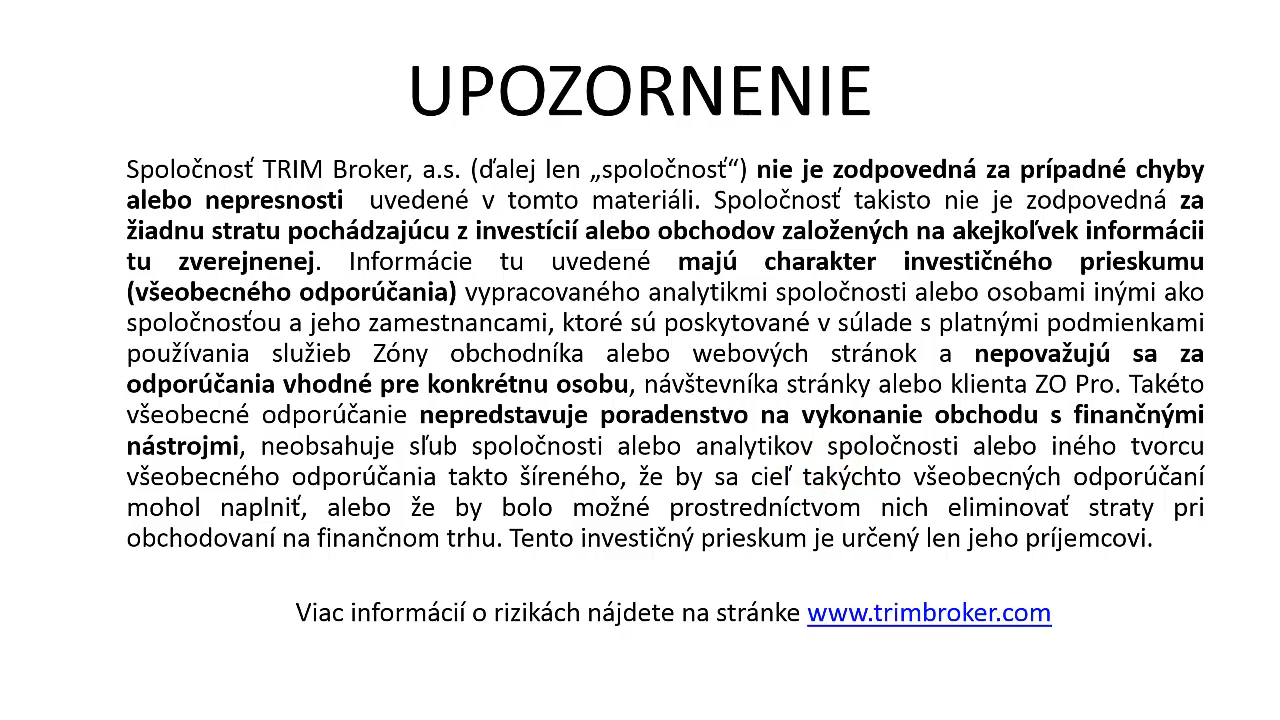 UPOZORNENIE
Spoločnosť TRIM Broker, a.s. (ďalej len „spoločnosť“) nie je zodpovedná za prípadné chyby
alebo nepresnosti uvedené v tomto materiáli. Spoločnosť takisto nie je zodpovedná za
žiadnu stratu pochádzajúcu z investícií alebo obchodov založených na akejkoľvek informácii
tu zverejnenej. Informácie tu uvedené majú charakter investičného prieskumu
(všeobecného odporúčania) vypracovaného analytikmi spoločnosti alebo osobami inými ako
spoločnosťou a jeho zamestnancami, ktoré sú poskytované v súlade s platnými podmienkami
používania služieb Zóny obchodníka alebo webových stránok a nepovažujú sa za
odporúčania vhodné pre konkrétnu osobu, návštevníka stránky alebo klienta ZO Pro. Takéto
všeobecné odporúčanie nepredstavuje poradenstvo na vykonanie obchodu s finančnými
nástrojmi, neobsahuje sľub spoločnosti alebo analytikov spoločnosti alebo iného tvorcu
všeobecného odporúčania takto šíreného, že by sa cieľ takýchto všeobecných odporúčaní
mohol naplniť, alebo že by bolo možné prostredníctvom nich eliminovať straty pri
obchodovaní na finančnom trhu. Tento investičný prieskum je určený len jeho príjemcovi.
Viac informácií o rizikách nájdete na stránke www.trimbroker.com